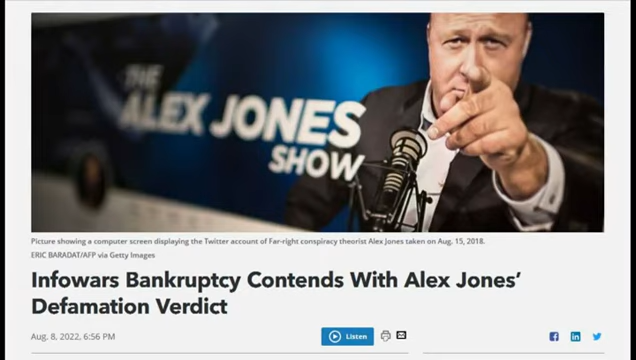 THE
ALEX JONES
SHOW
Picture showing a computer screen displaying the Twitter account of Far-right conspiracy theorist Alex Jones taken on Aug. 15, 2018.
ERIC BARADAT/AFP via Getty Images
Infowars Bankruptcy Contends With Alex Jones’
Defamation Verdict
Aug. 8, 2022, 6:56 PM
Listen
f
in